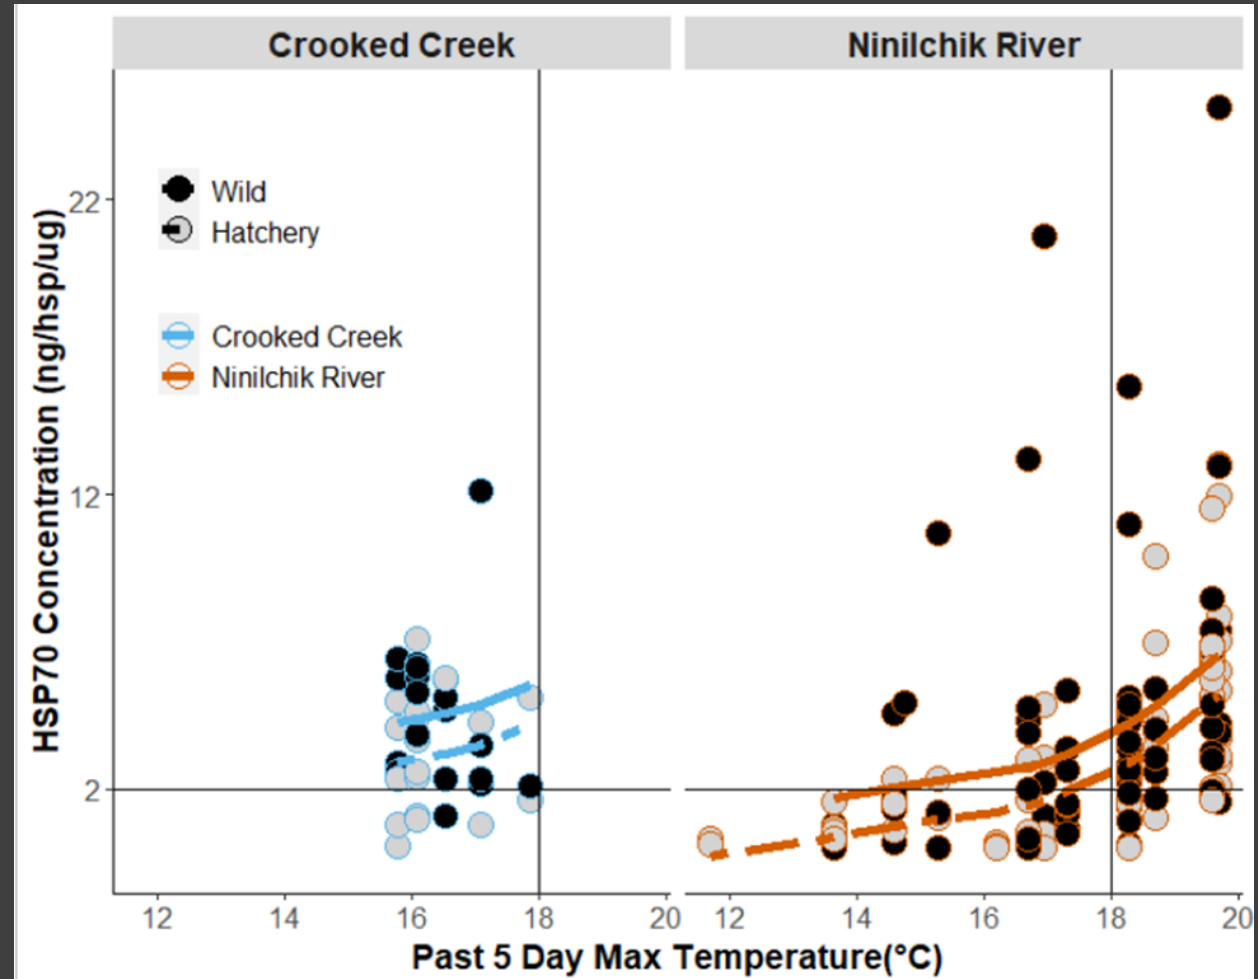 Crooked Creek
Ninilchik River
HSP70 Concentration (ng/hsp/ug)
22
12
2
Wild
Hatchery
Crooked Creek
Ninilchik River
12 14 16 18 20 12 14 16 18 20
Past 5 Day Max Temperature(°C)